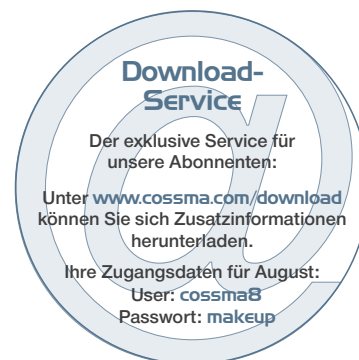 Download-
Service
Der exklusive Service für
unsere Abonnenten:
Unter www.cossma.com/download
können Sie sich Zusatzinformationen
herunterladen.
Ihre Zugangsdaten für August:
User: cossma8
Passwort: makeup